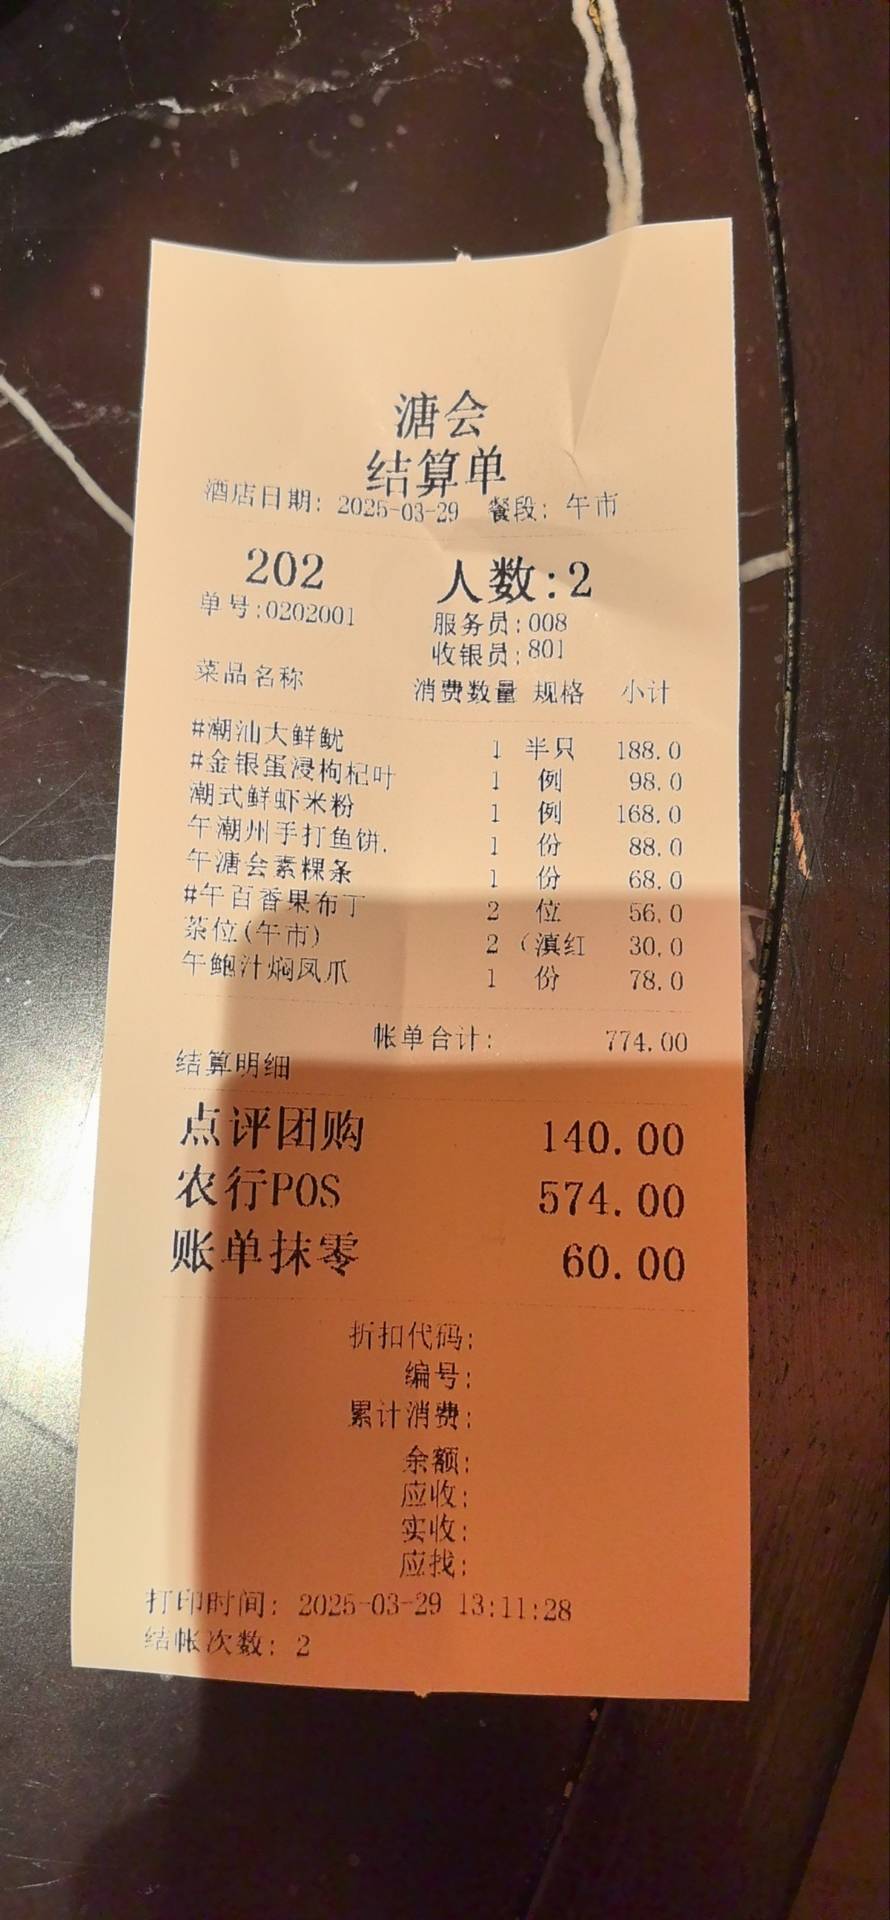 溏会
结算单
酒店日期: 2025-03-29 餐段: 午市
202 人数:2
单号:0202001 服务员:008
收银员:801
菜品名称 消费数量 规格 小计
#潮汕大鲜鱿 1 半只 188.0
#金银蛋浸枸杞叶 1 例 98.0
潮式鲜虾米粉 1 例 168.0
午潮州手打鱼饼. 1 份 88.0
午溏会素粿条 1 份 68.0
#午百香果布丁 2 位 56.0
茶位(午市) 2 (滇红 30.0
午鲍汁焖凤爪 1 份 78.0
帐单合计: 774.00
结算明细
点评团购 140.00
农行POS 574.00
账单抹零 60.00
折扣代码:
编号:
累计消费:
余额:
应收:
实收:
应找:
打印时间: 2025-03-29 13:11:28
结帐次数: 2